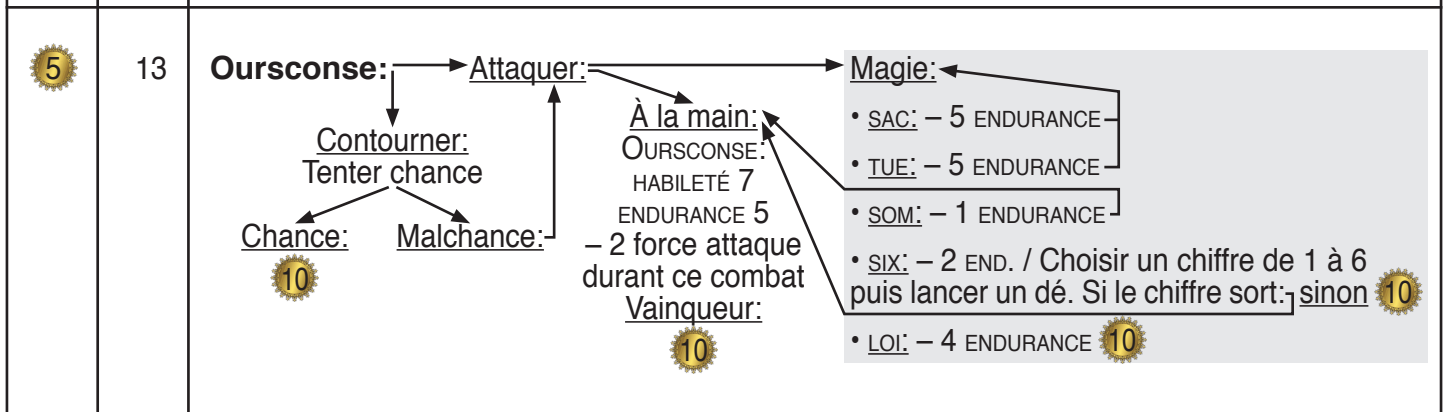 5
13
Oursconse:
Attaquer:
Magie:
À la main:
OURSCONSE:
HABILETÉ 7
ENDURANCE 5
– 2 force attaque
durant ce combat
Vainqueur:
10
Contourner:
Tenter chance
Chance:
10
Malchance:
• SAC: – 5 ENDURANCE
• TUE: – 5 ENDURANCE
• SOM: – 1 ENDURANCE
• SIX: – 2 END. / Choisir un chiffre de 1 à 6
puis lancer un dé. Si le chiffre sort: sinon 10
• LOI: – 4 ENDURANCE 10